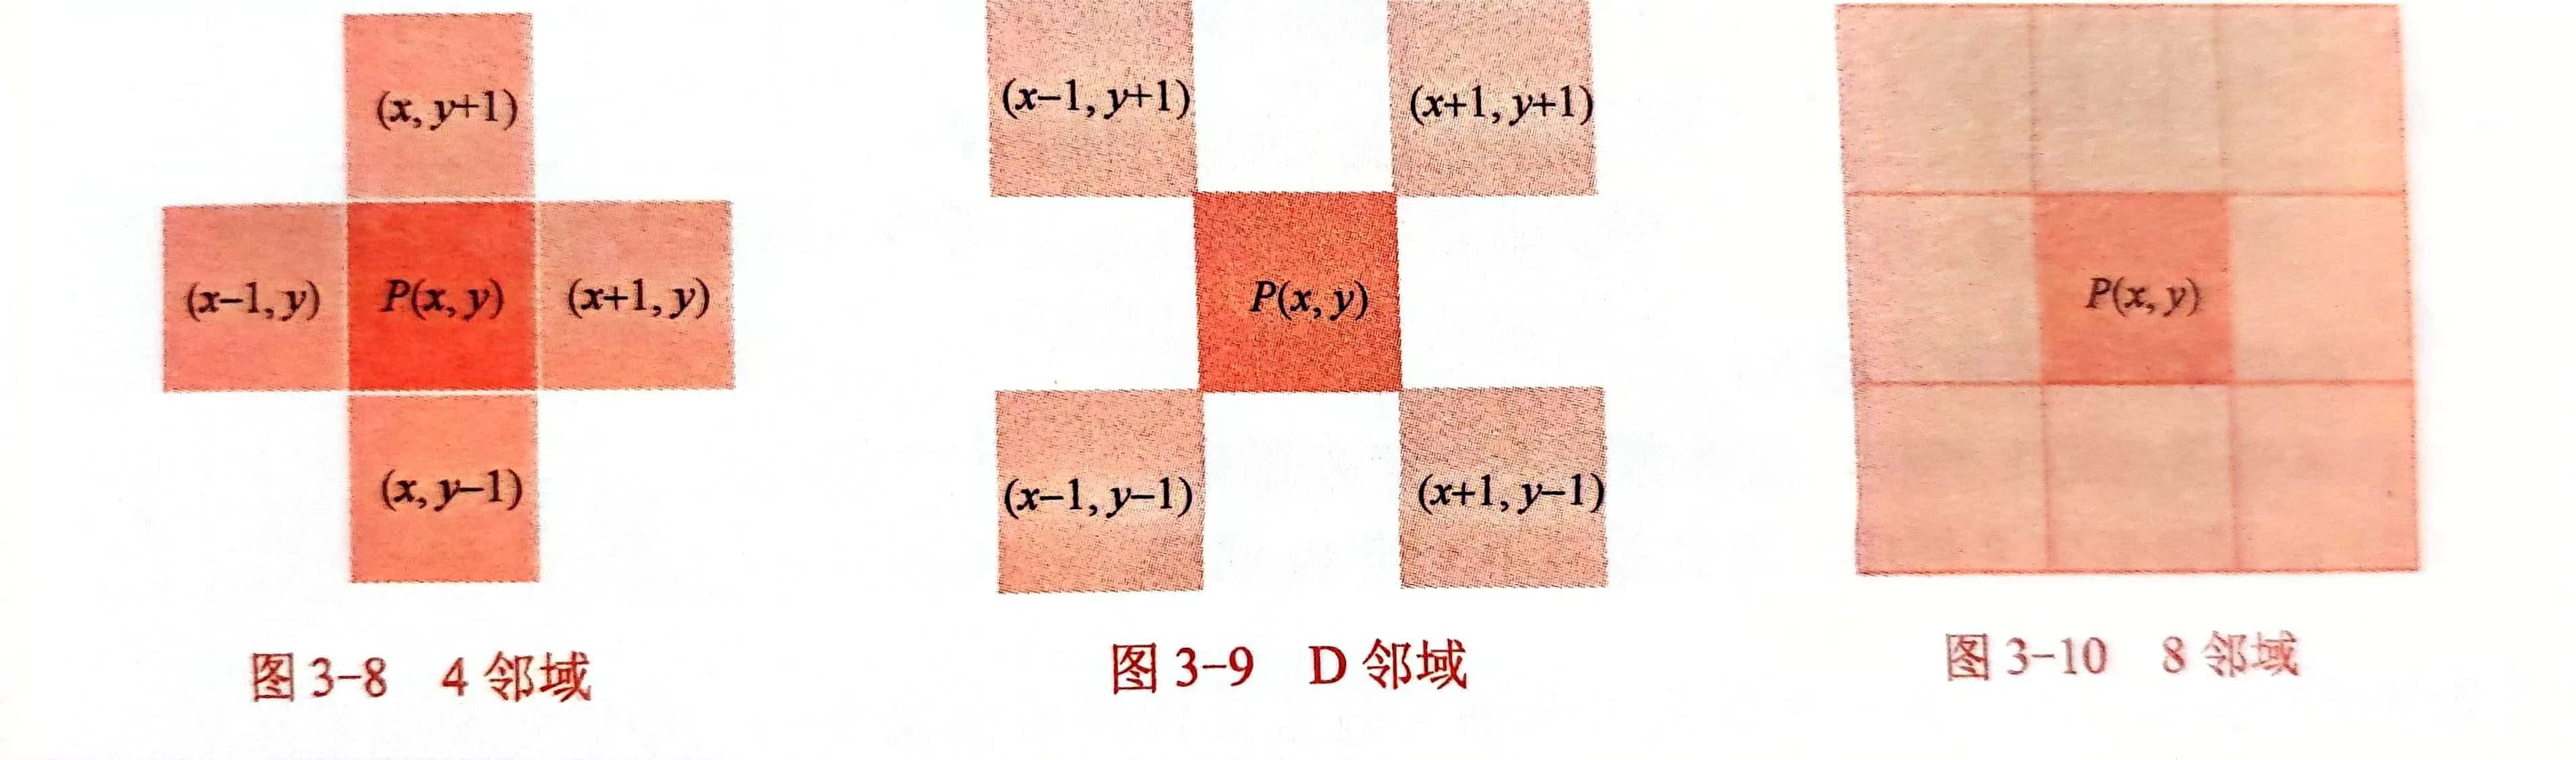 (x, y+1)
(x−1, y) P(x, y) (x+1, y)
(x, y−1)
图 3-8 4 邻域
(x−1, y+1) (x+1, y+1)
P(x, y)
(x−1, y−1) (x+1, y−1)
图 3-9 D 邻域
P(x, y)
图 3-10 8 邻域